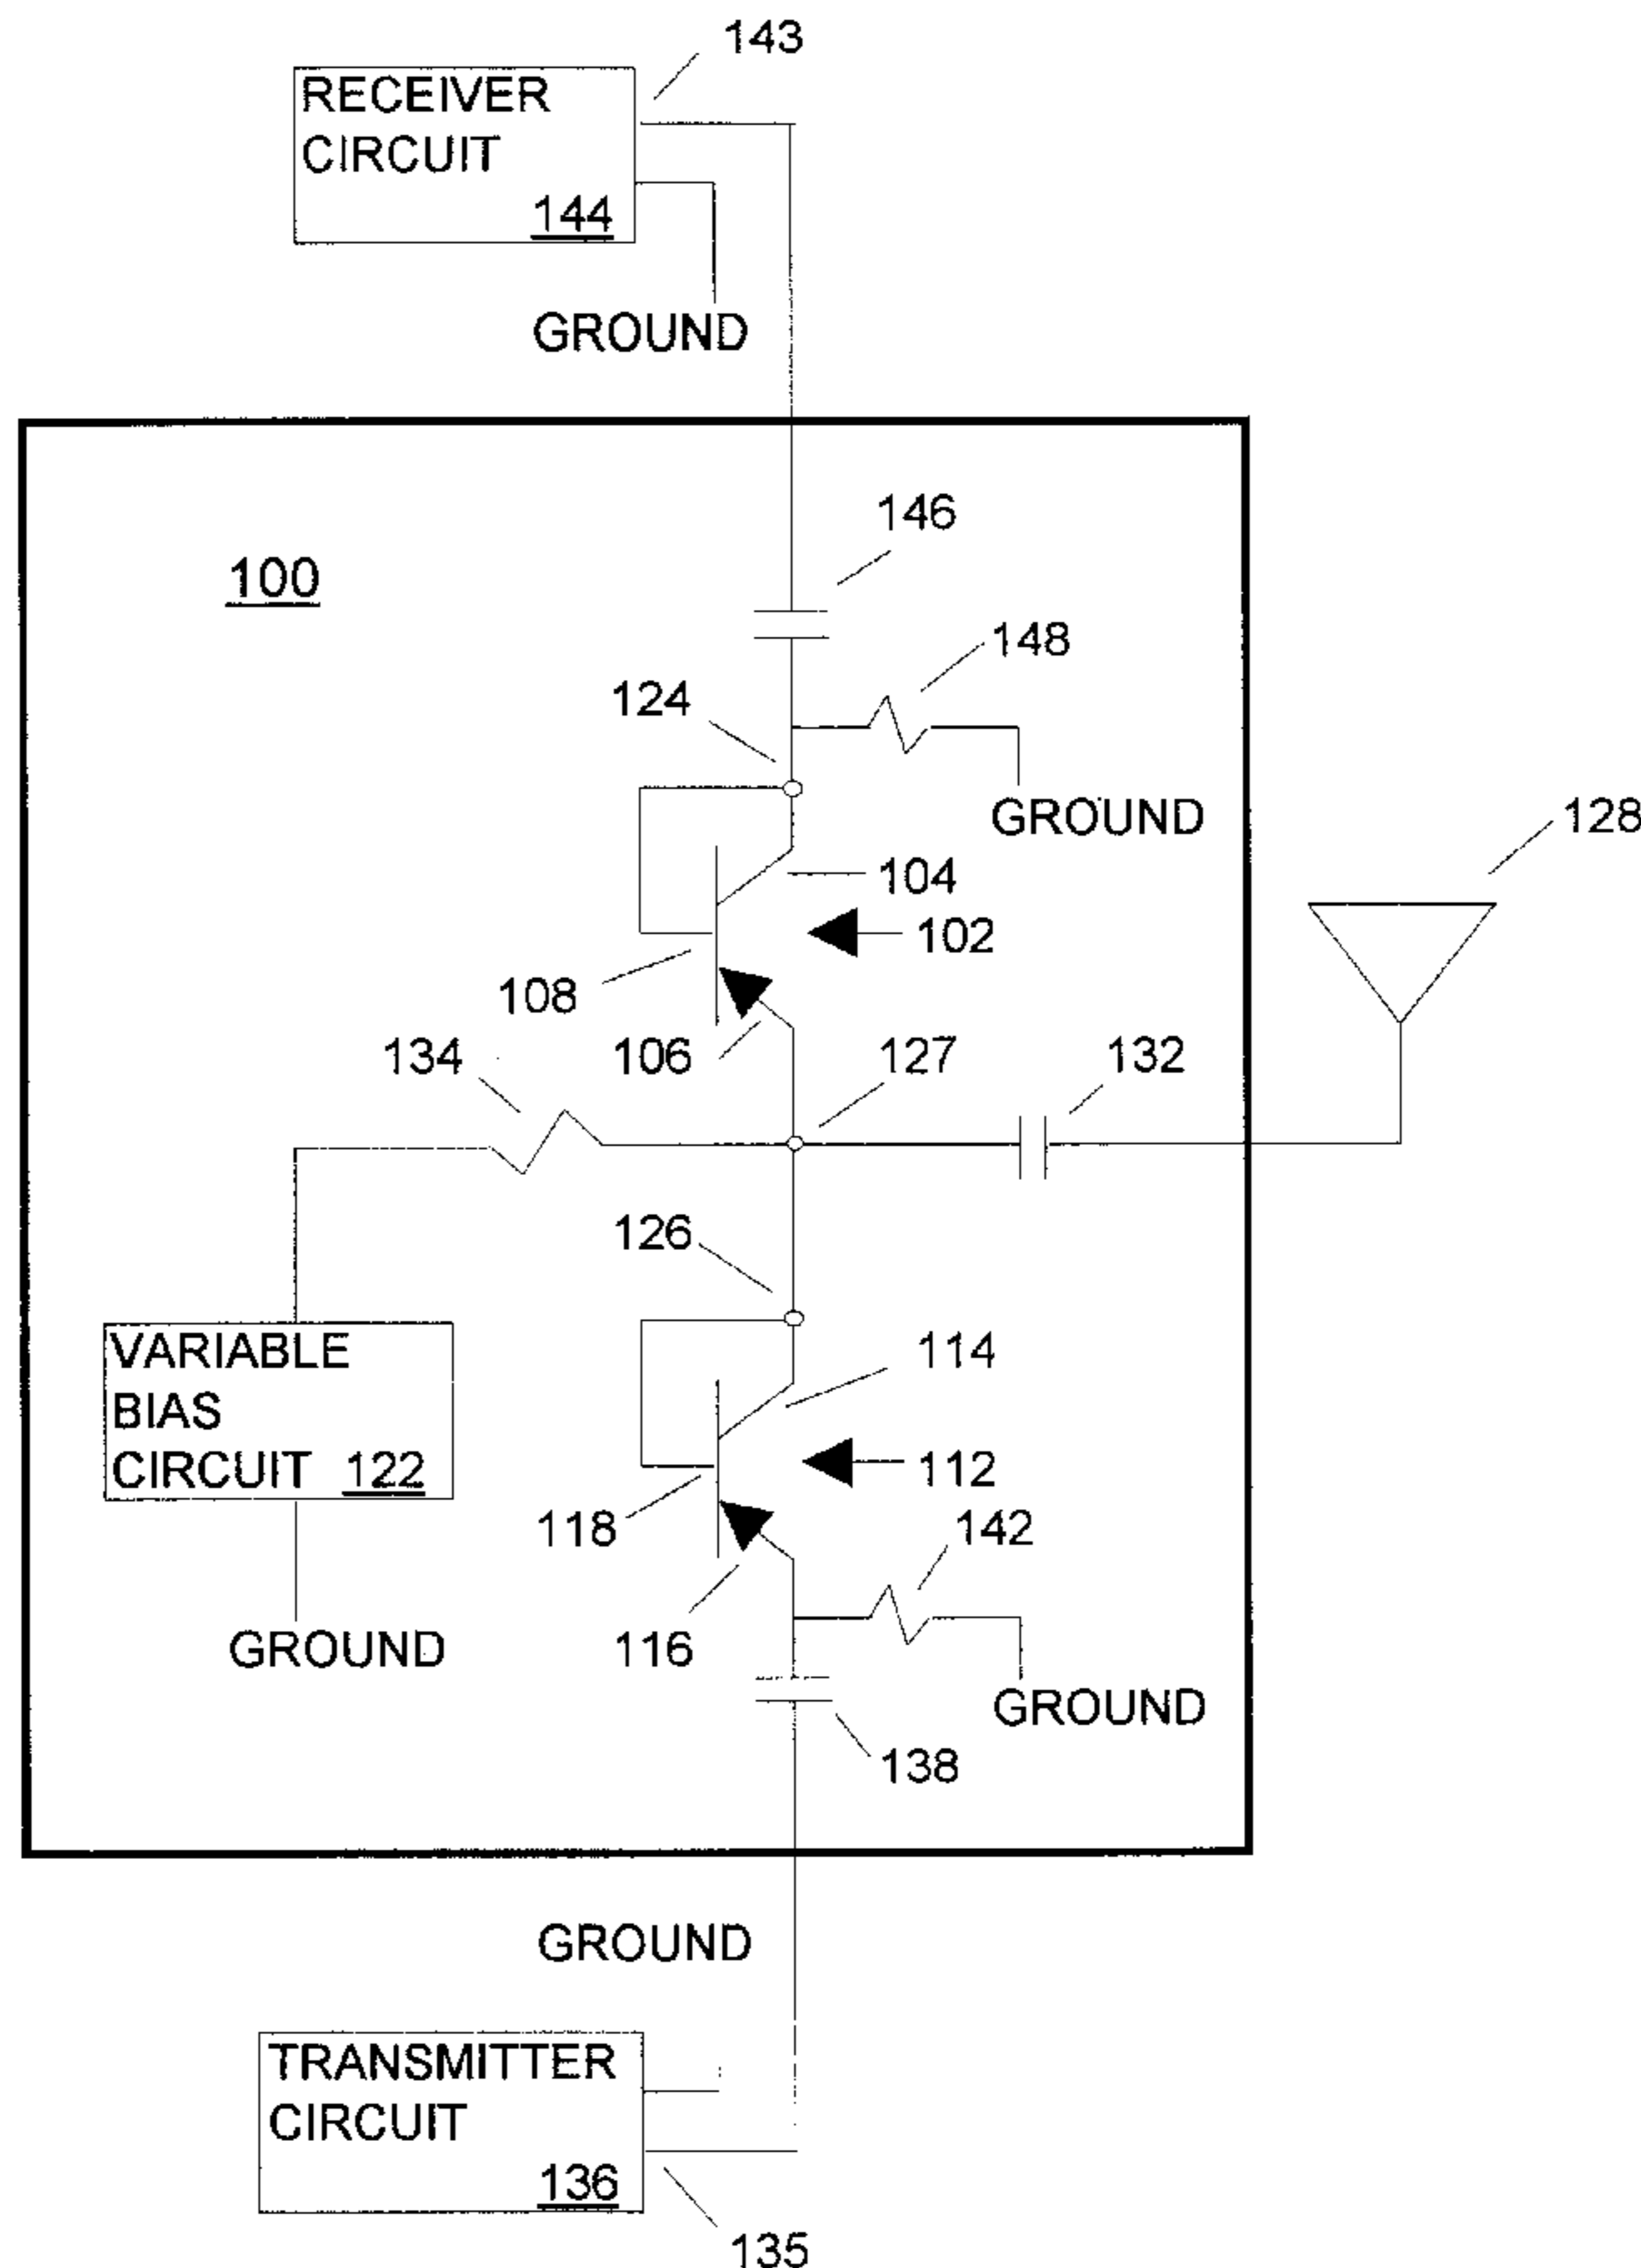 143
RECEIVER
CIRCUIT
144
GROUND
146
100
148
124
GROUND
128
104
102
108
106
127
132
134
126
VARIABLE
BIAS
CIRCUIT 122
114
112
118
142
GROUND
116
GROUND
138
GROUND
TRANSMITTER
CIRCUIT
136
135